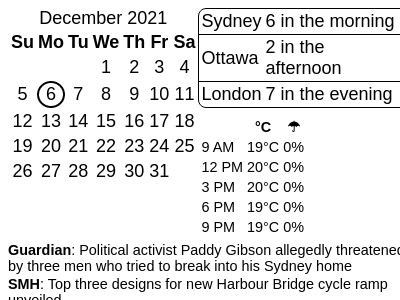 December 2021
Su Mo Tu We Th Fr Sa
1 2 3 4
5 6 7 8 9 10 11
12 13 14 15 16 17 18
19 20 21 22 23 24 25
26 27 28 29 30 31
Sydney 6 in the morning
Ottawa 2 in the
afternoon
London 7 in the evening
°C ☂
9 AM 19°C 0%
12 PM 20°C 0%
3 PM 20°C 0%
6 PM 19°C 0%
9 PM 19°C 0%
Guardian: Political activist Paddy Gibson allegedly threatened
by three men who tried to break into his Sydney home
SMH: Top three designs for new Harbour Bridge cycle ramp
unveiled